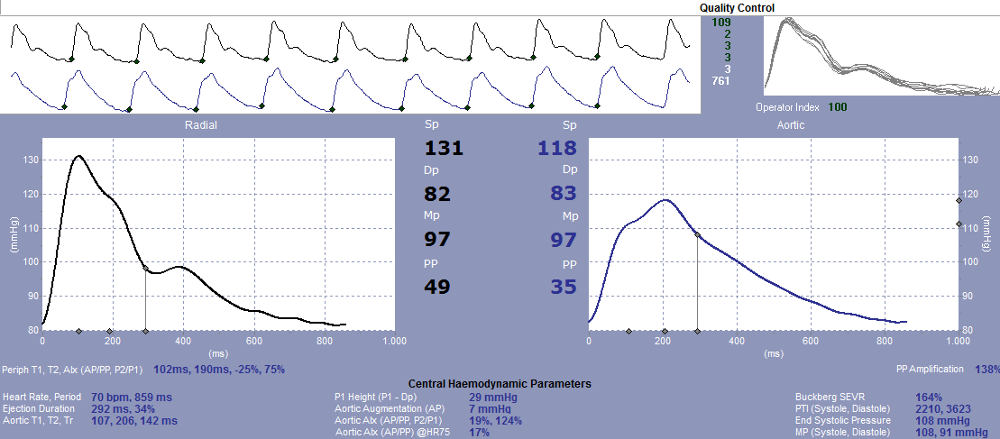 Quality Control
109
2
3
3
3
761
Operator Index 100
Radial
Sp Sp
Aortic
131 118
Dp Dp
82 83
Mp Mp
97 97
PP PP
49 35
(mmHg)
130
120
110
100
90
80
0 200 400 600 800 1.000
(ms)
130
120
110
100
90
80
(mmHg)
0 200 400 600 800 1.000
(ms)
Periph T1, T2, AIx (AP/PP, P2/P1) 102ms, 190ms, -25%, 75%
PP Amplification 138%
Central Haemodynamic Parameters
Heart Rate, Period 70 bpm, 859 ms
Ejection Duration 292 ms, 34%
Aortic T1, T2, Tr 107, 206, 142 ms
P1 Height (P1 - Dp) 29 mmHg
Aortic Augmentation (AP) 7 mmHg
Aortic AIx (AP/PP, P2/P1) 19%, 124%
Aortic AIx (AP/PP) @HR75 17%
Buckberg SEVR 164%
PTI (Systole, Diastole) 2210, 3623
End Systolic Pressure 108 mmHg
MP (Systole, Diastole) 108, 91 mmHg